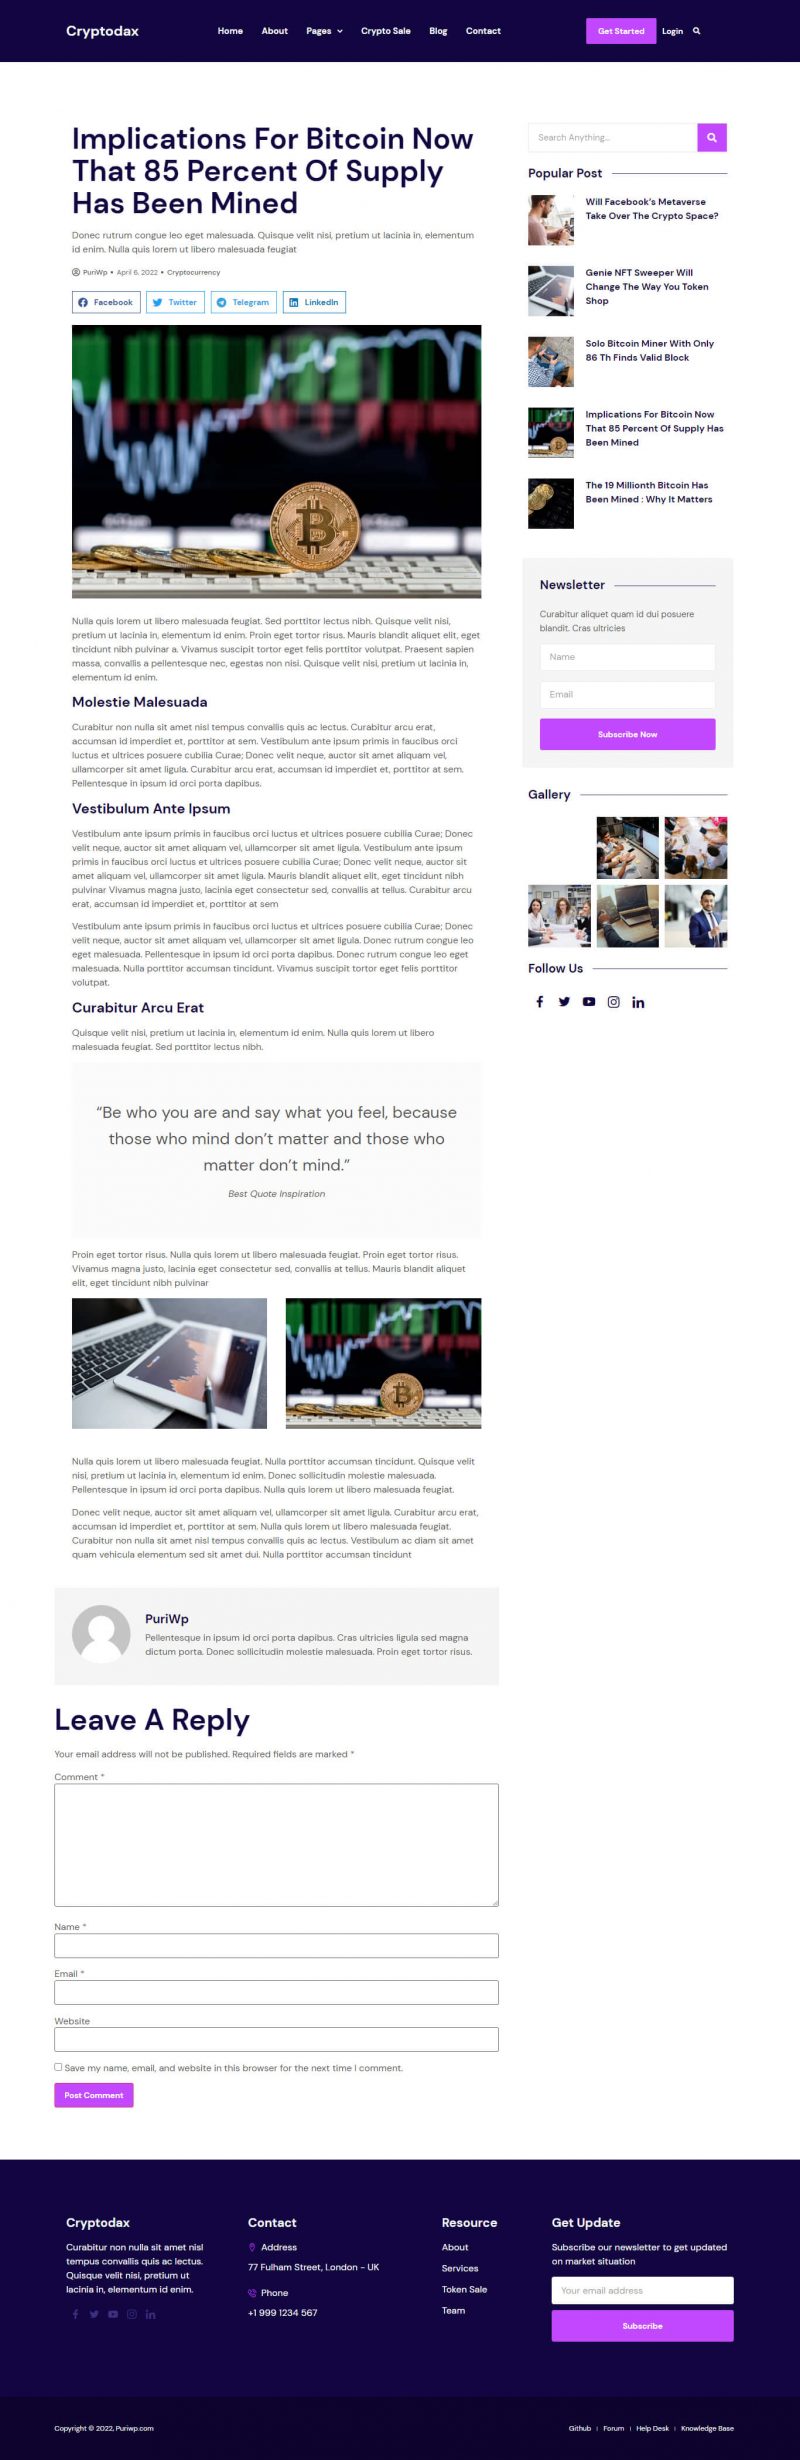 Cryptodax
Home About Pages Crypto Sale Blog Contact
Get Started Login
Implications For Bitcoin Now
That 85 Percent Of Supply
Has Been Mined
Donec rutrum congue leo eget malesuada. Quisque velit nisi, pretium ut lacinia in, elementum
id enim. Nulla quis lorem ut libero malesuada feugiat
PuriWp • April 6, 2022 • Cryptocurrency
Facebook Twitter Telegram LinkedIn
Nulla quis lorem ut libero malesuada feugiat. Sed porttitor lectus nibh. Quisque velit nisi,
pretium ut lacinia in, elementum id enim. Proin eget tortor risus. Mauris blandit aliquet elit, eget
tincidunt nibh pulvinar a. Vivamus suscipit tortor eget felis porttitor volutpat. Praesent sapien
massa, convallis a pellentesque nec, egestas non nisi. Quisque velit nisi, pretium ut lacinia in,
elementum id enim.
Molestie Malesuada
Curabitur non nulla sit amet nisl tempus convallis quis ac lectus. Curabitur arcu erat,
accumsan id imperdiet et, porttitor at sem. Vestibulum ante ipsum primis in faucibus orci
luctus et ultrices posuere cubilia Curae; Donec velit neque, auctor sit amet aliquam vel,
ullamcorper sit amet ligula. Curabitur arcu erat, accumsan id imperdiet et, porttitor at sem.
Pellentesque in ipsum id orci porta dapibus.
Vestibulum Ante Ipsum
Vestibulum ante ipsum primis in faucibus orci luctus et ultrices posuere cubilia Curae; Donec
velit neque, auctor sit amet aliquam vel, ullamcorper sit amet ligula. Vestibulum ante ipsum
primis in faucibus orci luctus et ultrices posuere cubilia Curae; Donec velit neque, auctor sit
amet aliquam vel, ullamcorper sit amet ligula. Mauris blandit aliquet elit, eget tincidunt nibh
pulvinar Vivamus magna justo, lacinia eget consectetur sed, convallis at tellus. Curabitur arcu
erat, accumsan id imperdiet et, porttitor at sem
Vestibulum ante ipsum primis in faucibus orci luctus et ultrices posuere cubilia Curae; Donec
velit neque, auctor sit amet aliquam vel, ullamcorper sit amet ligula. Donec rutrum congue leo
eget malesuada. Pellentesque in ipsum id orci porta dapibus. Donec rutrum congue leo eget
malesuada. Nulla porttitor accumsan tincidunt. Vivamus suscipit tortor eget felis porttitor
volutpat.
Curabitur Arcu Erat
Quisque velit nisi, pretium ut lacinia in, elementum id enim. Nulla quis lorem ut libero
malesuada feugiat. Sed porttitor lectus nibh.
“Be who you are and say what you feel, because
those who mind don’t matter and those who
matter don’t mind.”
Best Quote Inspiration
Proin eget tortor risus. Nulla quis lorem ut libero malesuada feugiat. Proin eget tortor risus.
Vivamus magna justo, lacinia eget consectetur sed, convallis at tellus. Mauris blandit aliquet
elit, eget tincidunt nibh pulvinar
Nulla quis lorem ut libero malesuada feugiat. Nulla porttitor accumsan tincidunt. Quisque velit
nisi, pretium ut lacinia in, elementum id enim. Donec sollicitudin molestie malesuada.
Pellentesque in ipsum id orci porta dapibus. Nulla quis lorem ut libero malesuada feugiat.
Donec velit neque, auctor sit amet aliquam vel, ullamcorper sit amet ligula. Curabitur arcu erat,
accumsan id imperdiet et, porttitor at sem. Nulla quis lorem ut libero malesuada feugiat.
Curabitur non nulla sit amet nisl tempus convallis quis ac lectus. Vestibulum ac diam sit amet
quam vehicula elementum sed sit amet dui. Nulla porttitor accumsan tincidunt
PuriWp
Pellentesque in ipsum id orci porta dapibus. Cras ultricies ligula sed magna
dictum porta. Donec sollicitudin molestie malesuada. Proin eget tortor risus.
Leave A Reply
Your email address will not be published. Required fields are marked *
Comment *
Name *
Email *
Website
Save my name, email, and website in this browser for the next time I comment.
Post Comment
Search Anything...
Popular Post
Will Facebook’s Metaverse
Take Over The Crypto Space?
Genie NFT Sweeper Will
Change The Way You Token
Shop
Solo Bitcoin Miner With Only
86 Th Finds Valid Block
Implications For Bitcoin Now
That 85 Percent Of Supply Has
Been Mined
The 19 Millionth Bitcoin Has
Been Mined : Why It Matters
Newsletter
Curabitur aliquet quam id dui posuere
blandit. Cras ultricies
Name
Email
Subscribe Now
Gallery
Follow Us
Cryptodax
Curabitur non nulla sit amet nisl
tempus convallis quis ac lectus.
Quisque velit nisi, pretium ut
lacinia in, elementum id enim.
Contact
Address
77 Fulham Street, London - UK
Phone
+1 999 1234 567
Resource
About
Services
Token Sale
Team
Get Update
Subscribe our newsletter to get updated
on market situation
Your email address
Subscribe
Copyright © 2022, Puriwp.com
Github | Forum | Help Desk | Knowledge Base